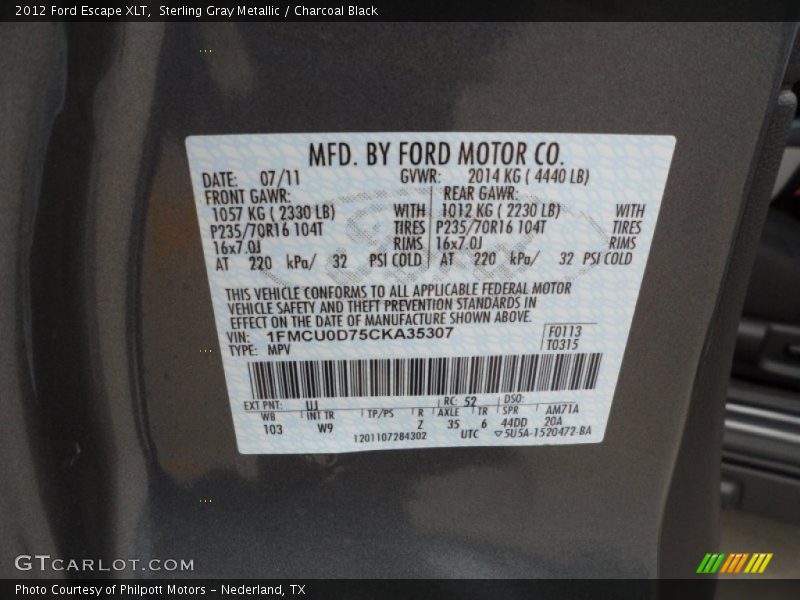 2012 Ford Escape XLT,  Sterling Gray Metallic / Charcoal Black
MFD. BY FORD MOTOR CO.
DATE: 07/11 GVWR: 2014 KG ( 4440 LB)
FRONT GAWR: REAR GAWR:
1057 KG ( 2330 LB) WITH 1012 KG ( 2230 LB) WITH
P235/70R16 104T TIRES P235/70R16 104T TIRES
16x7.0J RIMS 16x7.0J RIMS
AT 220 kPa/ 32 PSI COLD AT 220 kPa/ 32 PSI COLD
THIS VEHICLE CONFORMS TO ALL APPLICABLE FEDERAL MOTOR
VEHICLE SAFETY AND THEFT PREVENTION STANDARDS IN
EFFECT ON THE DATE OF MANUFACTURE SHOWN ABOVE.
VIN: 1FMCU0D75CKA35307 F0113
TYPE: MPV T0315
EXT PNT: UJ RC: 52 DSO:
WB INT TR TP/PS R AXLE TR SPR AM71A
103 W9 Z 35 6 44DD 20A
1201107284302 UTC ▽5U5A-1520472-BA
GTCARLOT.COM
Photo Courtesy of Philpott Motors - Nederland, TX